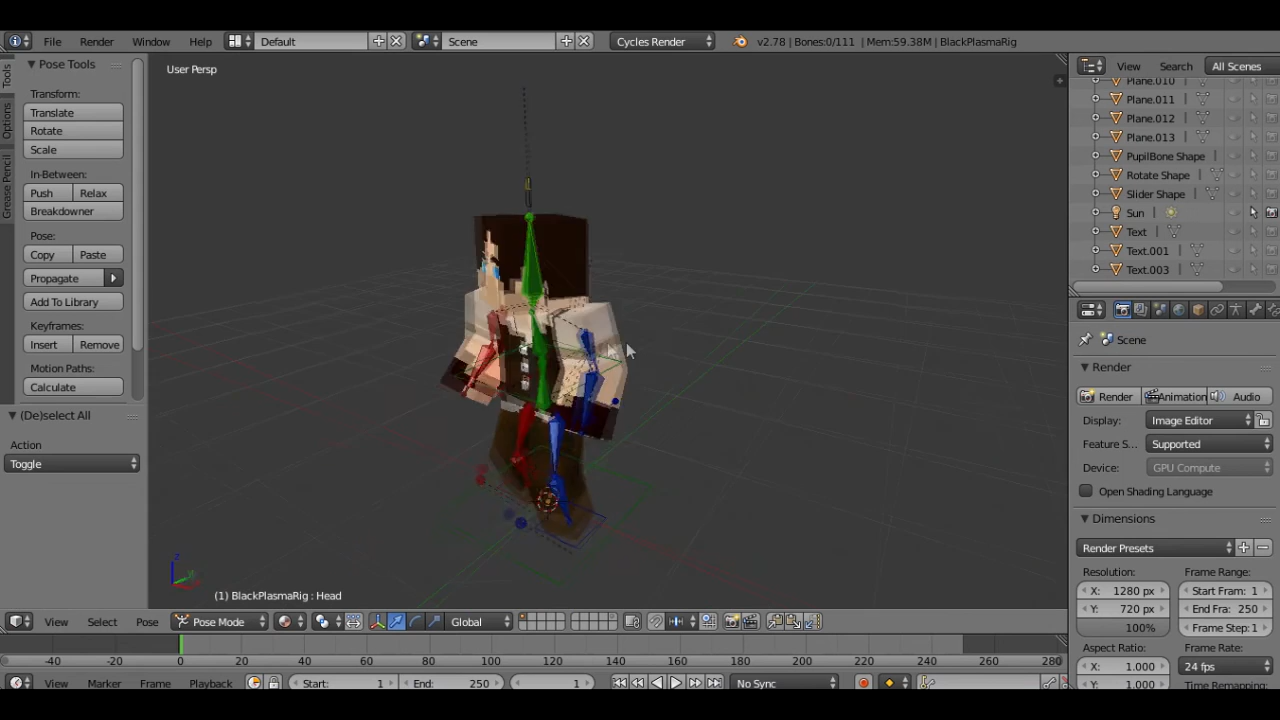 File Render Window Help Default Scene Cycles Render v2.78 | Bones:0/111 | Mem:59.38M | BlackPlasmaRig
Tools
Options
Grease Pencil
Pose Tools
Transform:
Translate
Rotate
Scale
In-Between:
Push Relax
Breakdowner
Pose:
Copy Paste
Propagate
Add To Library
Keyframes:
Insert Remove
Motion Paths:
Calculate
(De)select All
Action
Toggle
User Persp
(1) BlackPlasmaRig : Head
View Select Pose Pose Mode Global
View Search All Scenes
Plane.010
Plane.011
Plane.012
Plane.013
PupilBone Shape
Rotate Shape
Slider Shape
Sun
Text
Text.001
Text.003
Scene
Render
Render Animation Audio
Display: Image Editor
Feature S... Supported
Device: GPU Compute
Open Shading Language
Dimensions
Render Presets
Resolution: Frame Range:
X: 1280 px Start Fram: 1
Y: 720 px End Fra: 250
100% Frame Step:1
Aspect Ratio: Frame Rate:
X: 1.000 24 fps
Y: 1.000 Time Remapping:
-40 -20 0 20 40 60 80 100 120 140 160 180 200 220 240 260 280
View Marker Frame Playback Start: 1 End: 250 1 No Sync